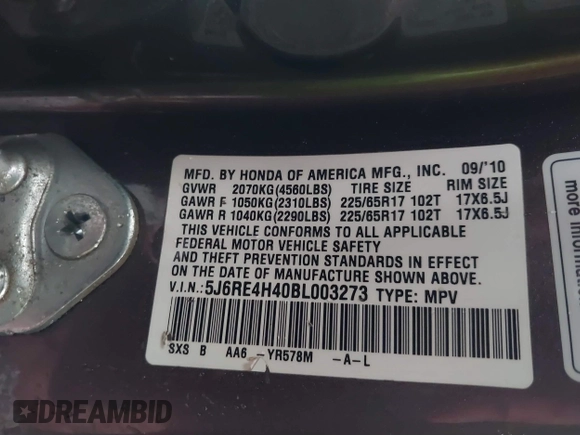 MFD. BY HONDA OF AMERICA MFG., INC. 09/'10
GVWR 2070KG(4560LBS) TIRE SIZE RIM SIZE
GAWR F 1050KG(2310LBS) 225/65R17 102T 17X6.5J
GAWR R 1040KG(2290LBS) 225/65R17 102T 17X6.5J
THIS VEHICLE CONFORMS TO ALL APPLICABLE
FEDERAL MOTOR VEHICLE SAFETY
AND THEFT PREVENTION STANDARDS IN EFFECT
ON THE DATE OF MANUFACTURE SHOWN ABOVE.
V.I.N.:5J6RE4H40BL003273 TYPE: MPV
SXS B AA6 -YR578M -A-L
more information
DREAMBID